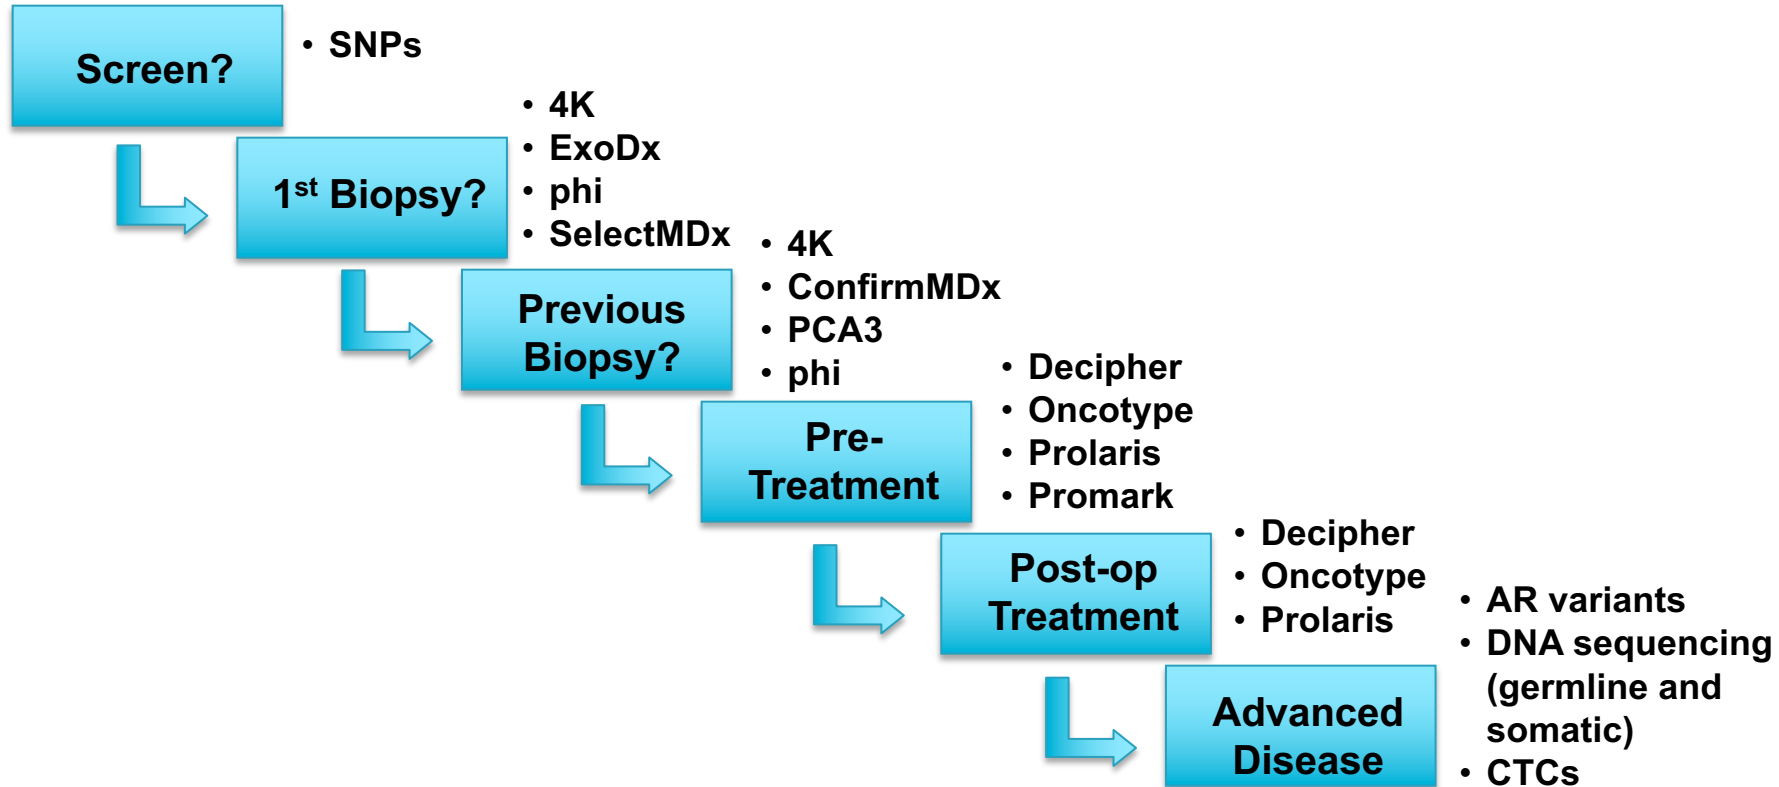 Screen?
• SNPs
1st Biopsy?
• 4K
• ExoDx
• phi
• SelectMDx
Previous
Biopsy?
• 4K
• ConfirmMDx
• PCA3
• phi
Pre-
Treatment
• Decipher
• Oncotype
• Prolaris
• Promark
Post-op
Treatment
• Decipher
• Oncotype
• Prolaris
Advanced
Disease
• AR variants
• DNA sequencing
(germline and
somatic)
• CTCs